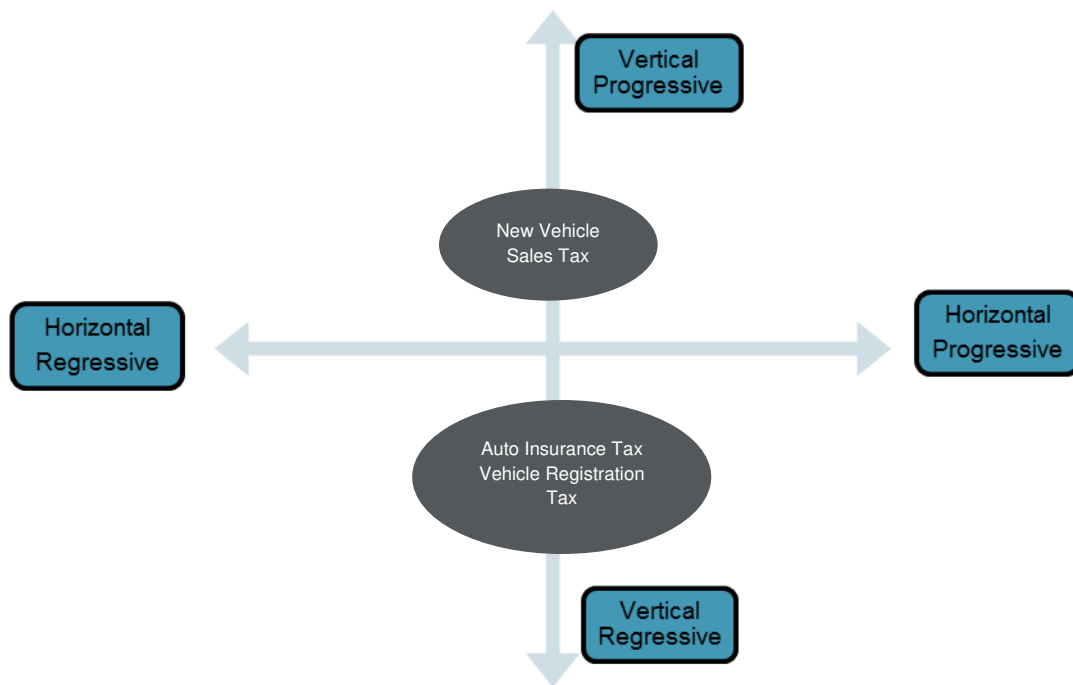 Vertical
Progressive
New Vehicle
Sales Tax
Horizontal
Regressive
Horizontal
Progressive
Auto Insurance Tax
Vehicle Registration
Tax
Vertical
Regressive